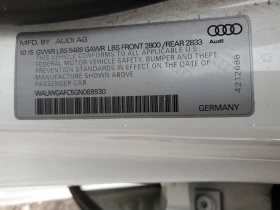 MFD. BY: AUDI AG
10/15 GVWR LBS 5489 GAWR LBS FRONT 2800 / REAR 2833
THIS VEHICLE CONFORMS TO ALL APPLICABLE
FEDERAL MOTOR VEHICLE SAFETY, BUMPER AND THEFT
PREVENTION STANDARDS IN EFFECT ON THE
DATE OF MANUFACTURE SHOWN ABOVE.
PASSENGER CAR
WAUWGAFC5GN089930
GERMANY
Audi
4212688